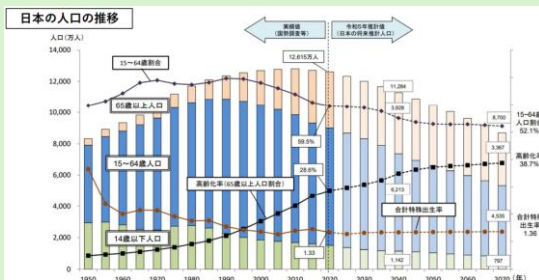 日本の人口の推移
人口(万人)
実績値
(国勢調査等)
令和5年推計値
(日本の将来推計人口)
14,000
12,000
10,000
8,000
6,000
4,000
2,000
0
15～64歳割合
65歳以上人口
15～64歳人口
14歳以下人口
高齢化率(65歳以上人口割合)
合計特殊出生率
12,615万人
59.5%
28.6%
1.33
11,284
3,929
6,213
1,142
8,700
3,367
4,535
797
15~64歳
人口割合
52.1%
高齢化率
38.7%
合計特殊
出生率
1.36
1950 1960 1970 1980 1990 2000 2010 2020 2030 2040 2050 2060 2070 (年)